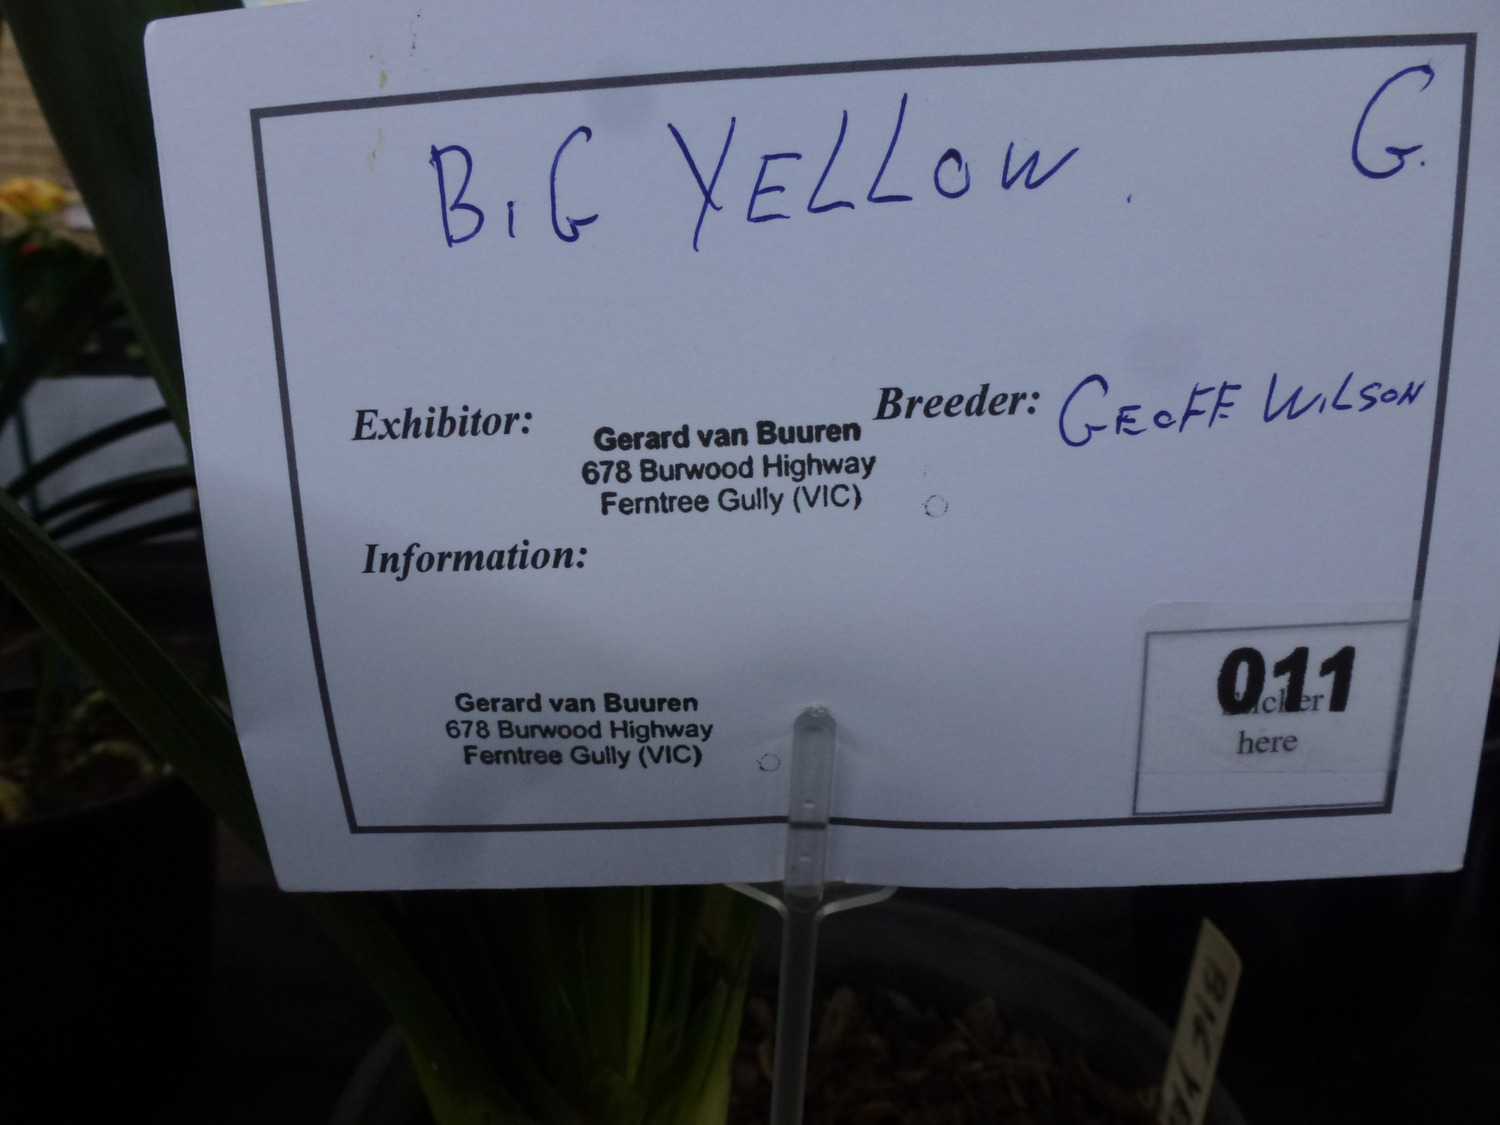 BIG YELLOW. G.
Exhibitor:
Breeder: GEOFF WILSON
Gerard van Buuren
678 Burwood Highway
Ferntree Gully (VIC)
Information:
011
here
Gerard van Buuren
678 Burwood Highway
Ferntree Gully (VIC)